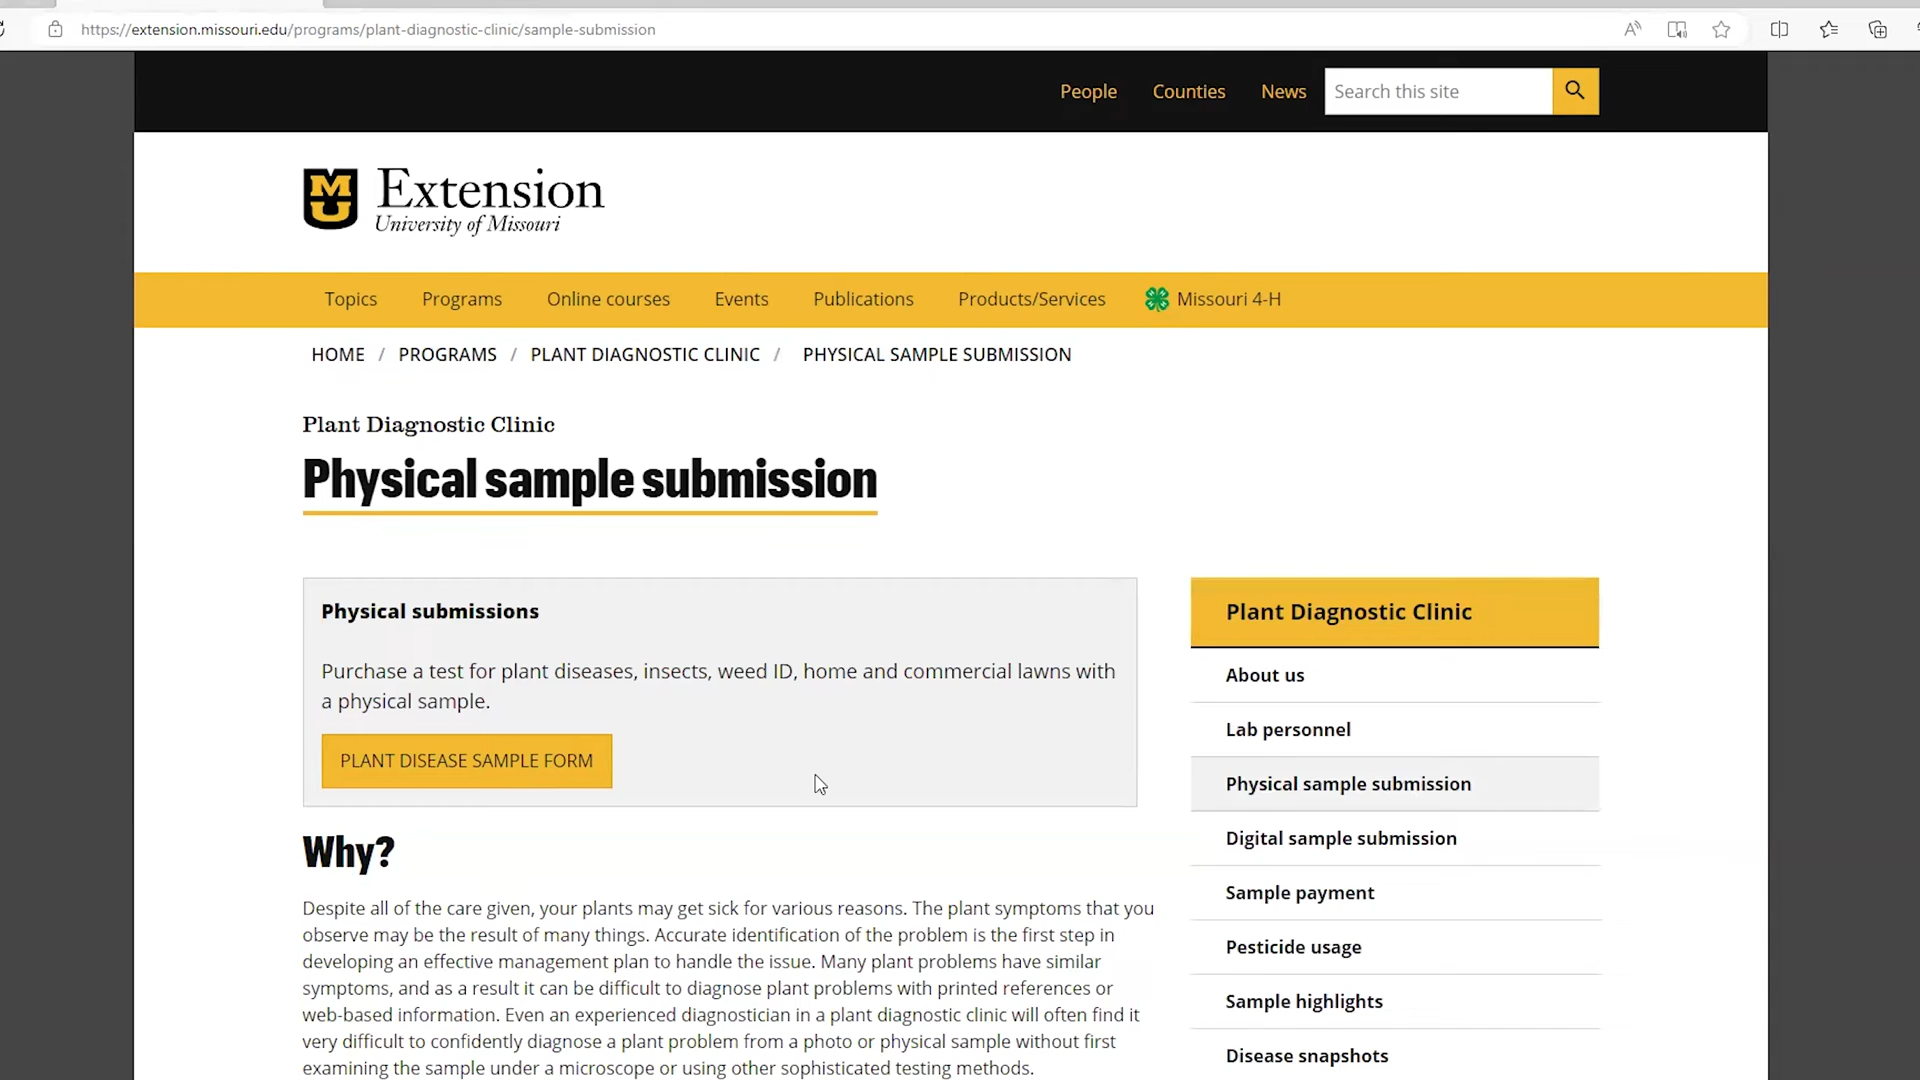 https://extension.missouri.edu/programs/plant-diagnostic-clinic/sample-submission
People Counties News Search this site
MU Extension
University of Missouri
Topics Programs Online courses Events Publications Products/Services Missouri 4-H
HOME / PROGRAMS / PLANT DIAGNOSTIC CLINIC / PHYSICAL SAMPLE SUBMISSION
Plant Diagnostic Clinic
Physical sample submission
Physical submissions
Purchase a test for plant diseases, insects, weed ID, home and commercial lawns with
a physical sample.
PLANT DISEASE SAMPLE FORM
Why?
Despite all of the care given, your plants may get sick for various reasons. The plant symptoms that you
observe may be the result of many things. Accurate identification of the problem is the first step in
developing an effective management plan to handle the issue. Many plant problems have similar
symptoms, and as a result it can be difficult to diagnose plant problems with printed references or
web-based information. Even an experienced diagnostician in a plant diagnostic clinic will often find it
very difficult to confidently diagnose a plant problem from a photo or physical sample without first
examining the sample under a microscope or using other sophisticated testing methods.
Plant Diagnostic Clinic
About us
Lab personnel
Physical sample submission
Digital sample submission
Sample payment
Pesticide usage
Sample highlights
Disease snapshots